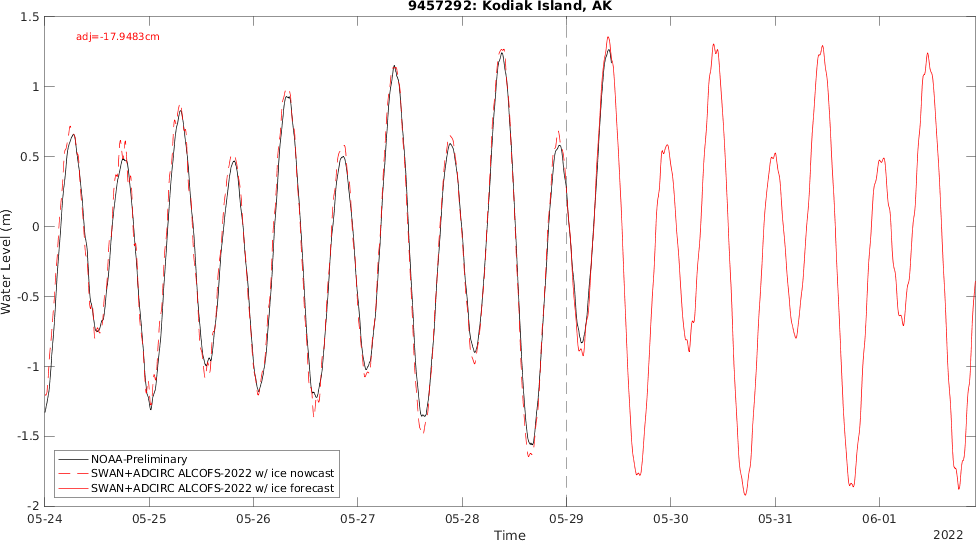 9457292: Kodiak Island, AK
adj=-17.9483cm
1.5
1
0.5
0
-0.5
-1
-1.5
-2
Water Level (m)
NOAA-Preliminary
SWAN+ADCIRC ALCOFS-2022 w/ ice nowcast
SWAN+ADCIRC ALCOFS-2022 w/ ice forecast
05-24 05-25 05-26 05-27 05-28 05-29 05-30 05-31 06-01
Time
2022